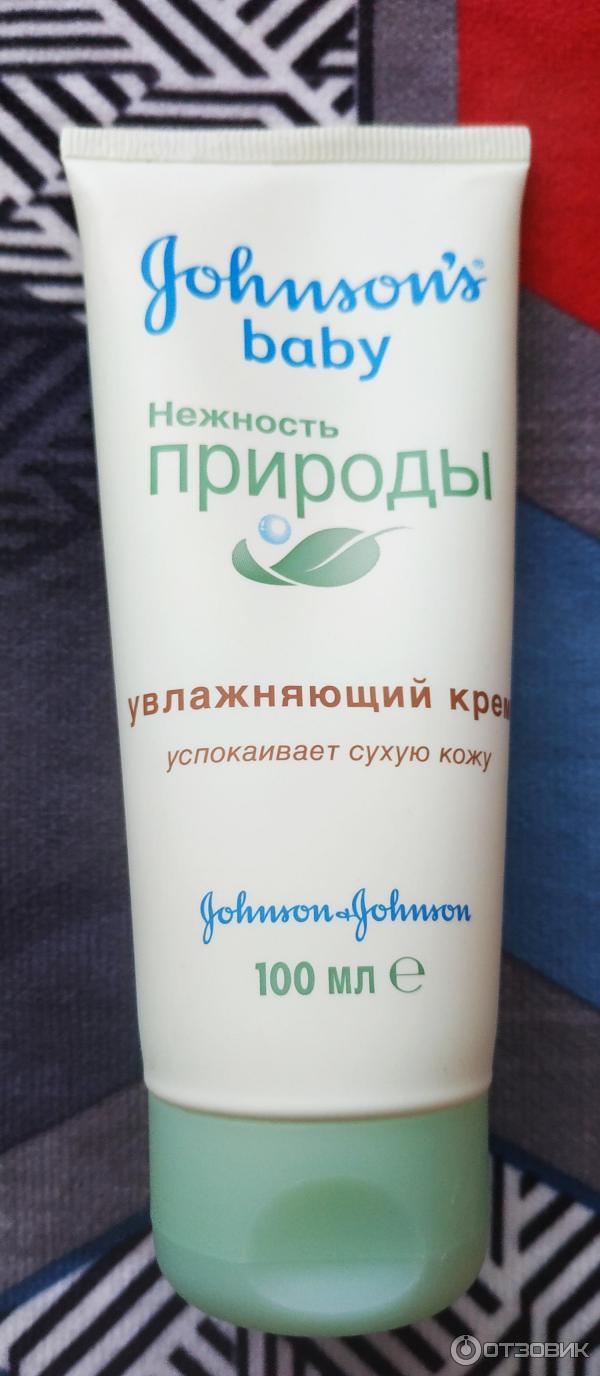 Johnson's
baby
Нежность
природы
увлажняющий крем
успокаивает сухую кожу
Johnson & Johnson
100 мл ℮
ОТЗОВИК